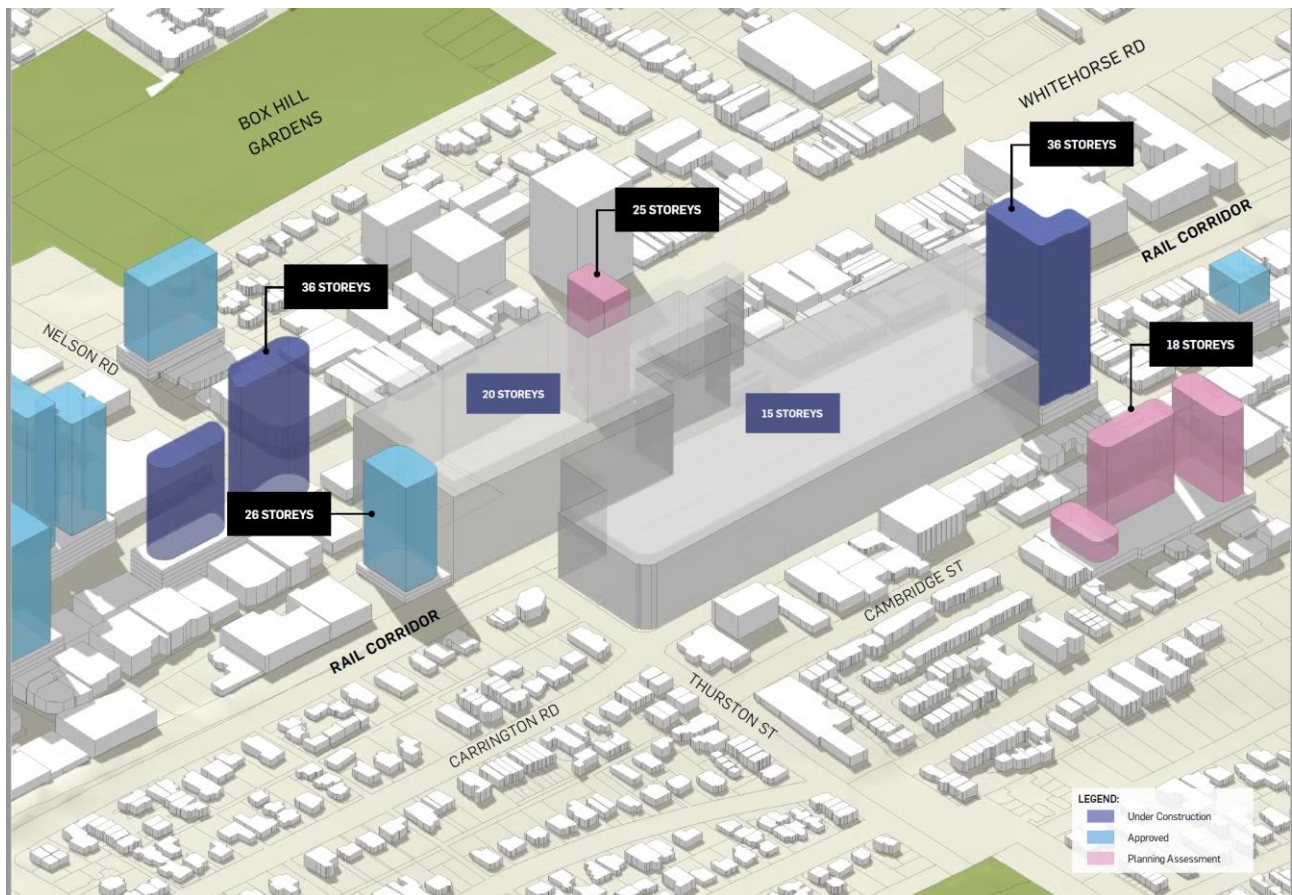 BOX HILL
GARDENS
WHITEHORSE RD
36 STOREYS
25 STOREYS
RAIL CORRIDOR
36 STOREYS
NELSON RD
18 STOREYS
20 STOREYS
15 STOREYS
26 STOREYS
CAMBRIDGE ST
RAIL CORRIDOR
THURSTON ST
CARRINGTON RD
LEGEND:
Under Construction
Approved
Planning Assessment